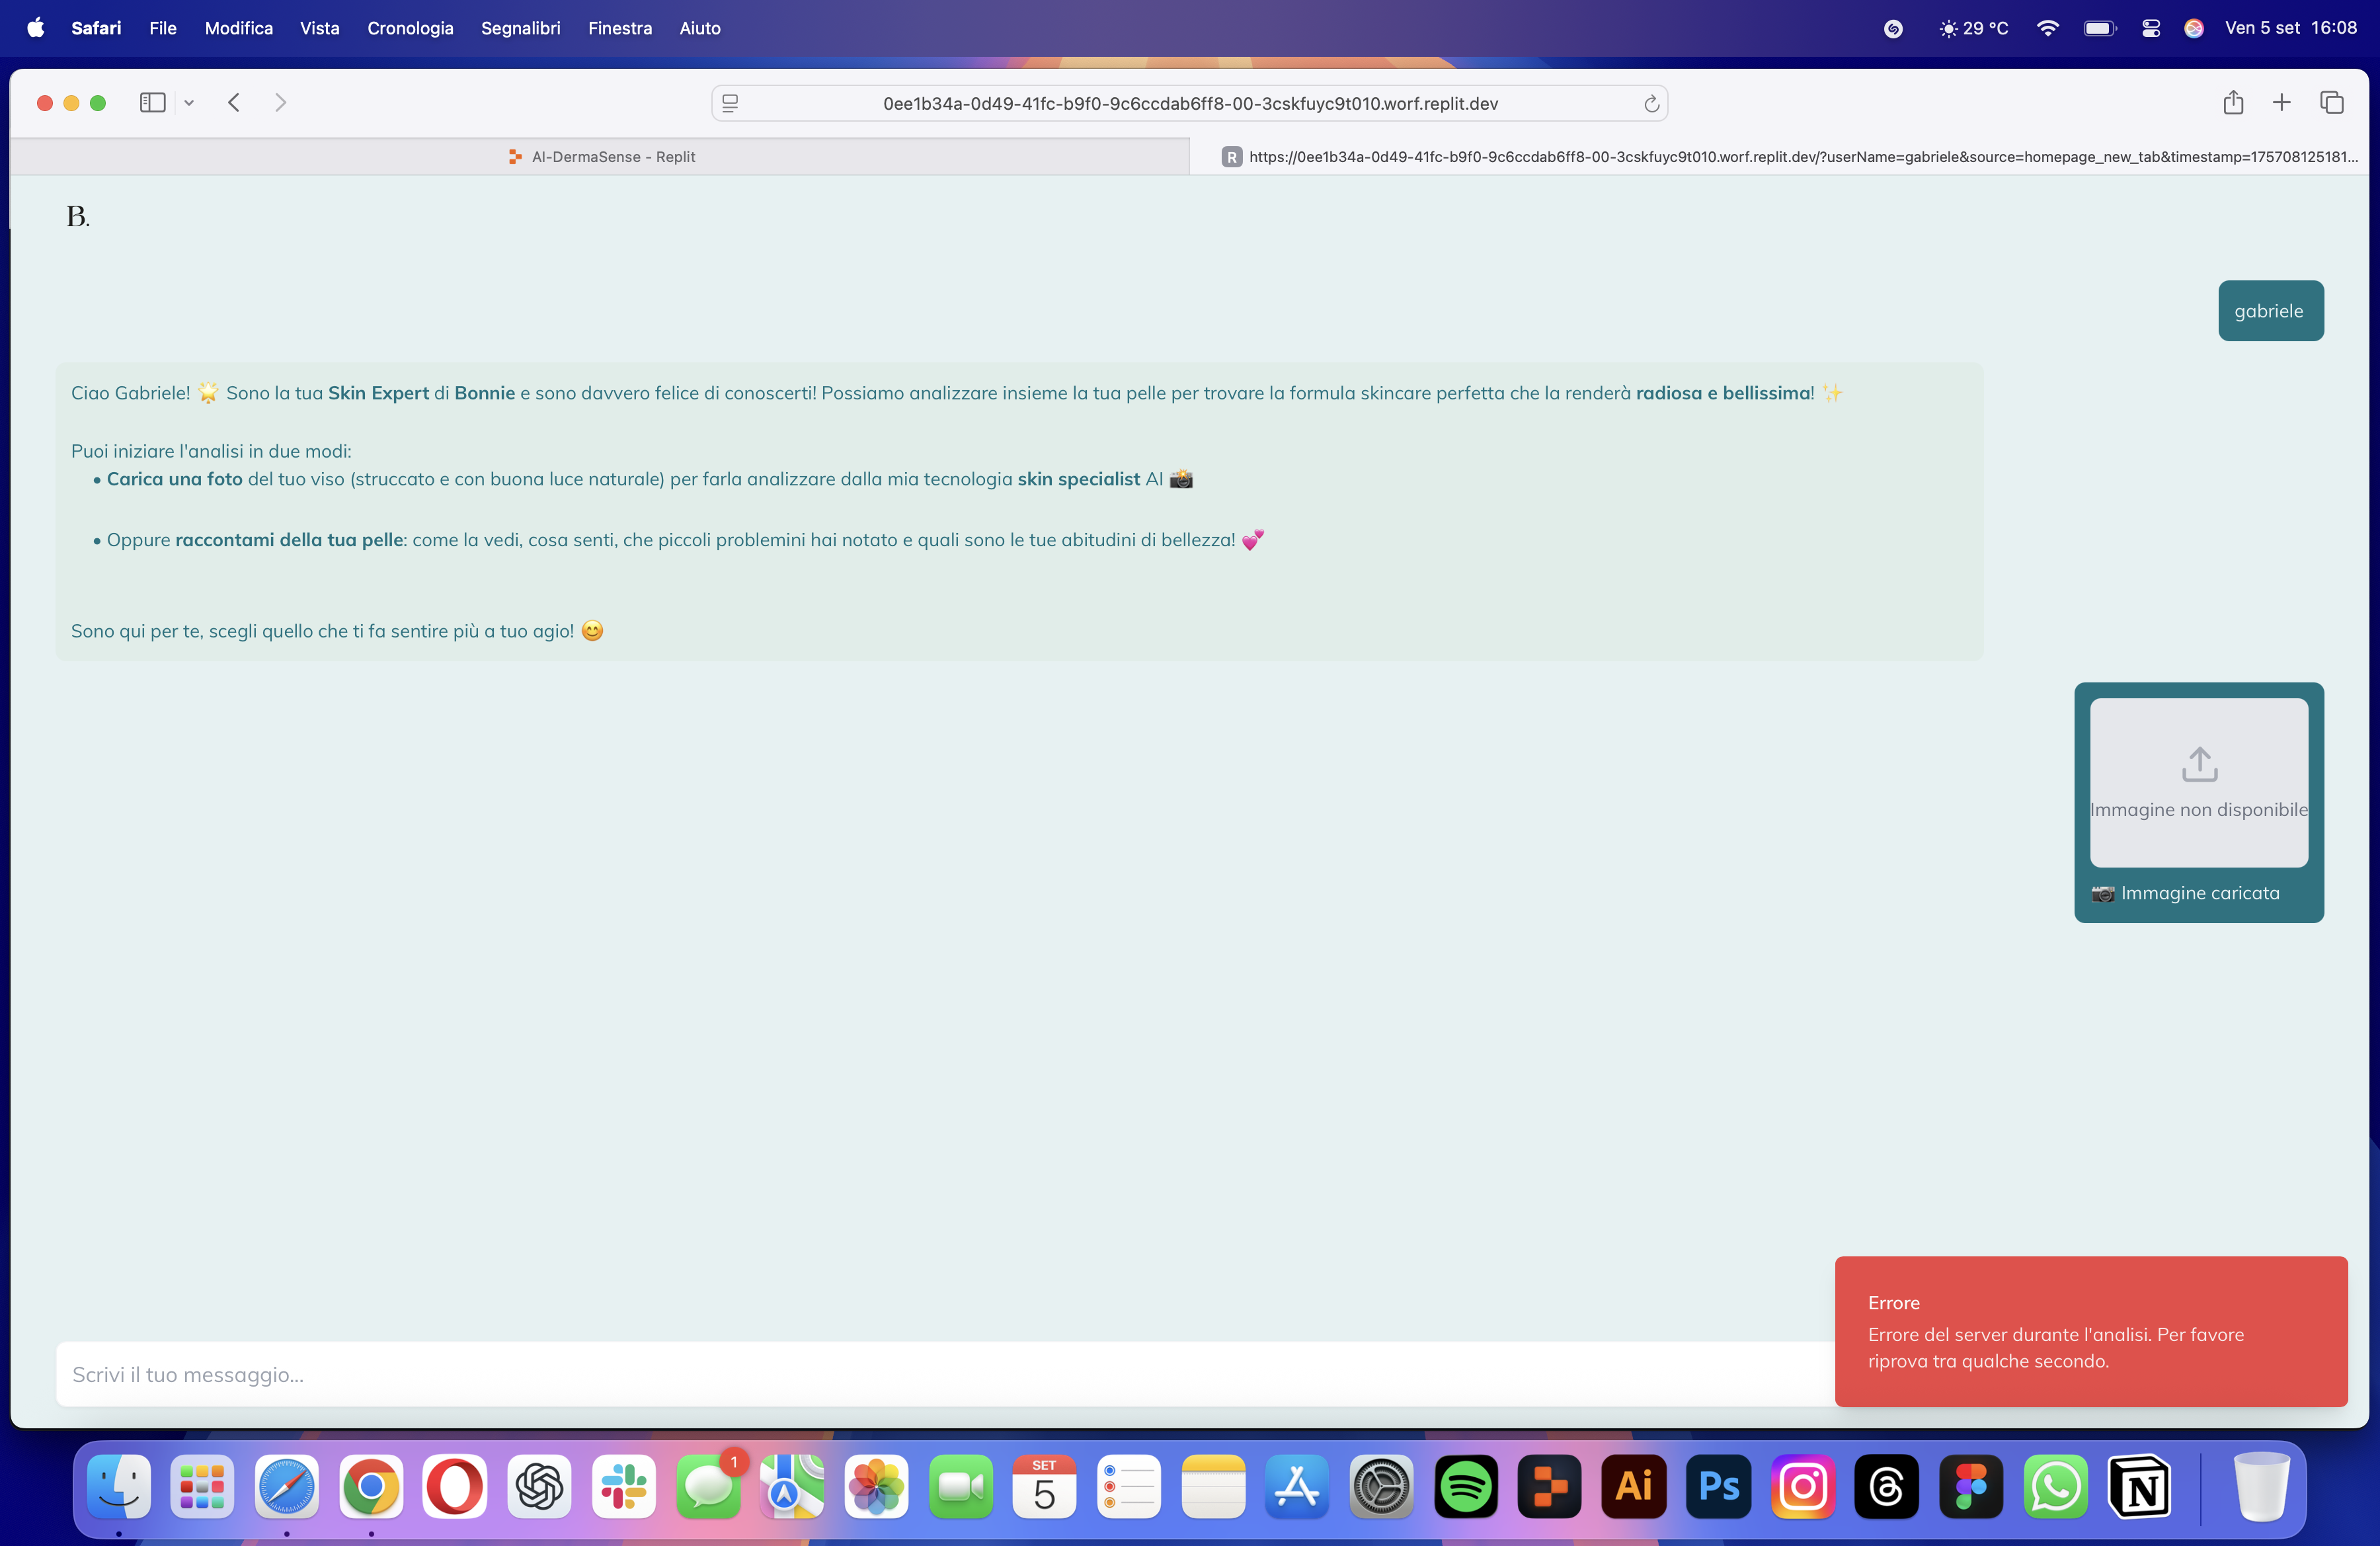 Safari File Modifica Vista Cronologia Segnalibri Finestra Aiuto 29 °C Ven 5 set 16:08
0ee1b34a-0d49-41fc-b9f0-9c6ccdab6ff8-00-3cskfuyc9t010.worf.replit.dev
AI-DermaSense - Replit
R https://0ee1b34a-0d49-41fc-b9f0-9c6ccdab6ff8-00-3cskfuyc9t010.worf.replit.dev/?userName=gabriele&source=homepage_new_tab&timestamp=175708125181...
B.
gabriele
Ciao Gabriele! 🌟 Sono la tua Skin Expert di Bonnie e sono davvero felice di conoscerti! Possiamo analizzare insieme la tua pelle per trovare la formula skincare perfetta che la renderà radiosa e bellissima! ✨
Puoi iniziare l'analisi in due modi:
• Carica una foto del tuo viso (struccato e con buona luce naturale) per farla analizzare dalla mia tecnologia skin specialist AI 📸
• Oppure raccontami della tua pelle: come la vedi, cosa senti, che piccoli problemini hai notato e quali sono le tue abitudini di bellezza! 💕
Sono qui per te, scegli quello che ti fa sentire più a tuo agio! 😊
Immagine non disponibile
📷 Immagine caricata
Errore
Errore del server durante l'analisi. Per favore
riprova tra qualche secondo.
Scrivi il tuo messaggio...
1
SET
5
Ai
Ps